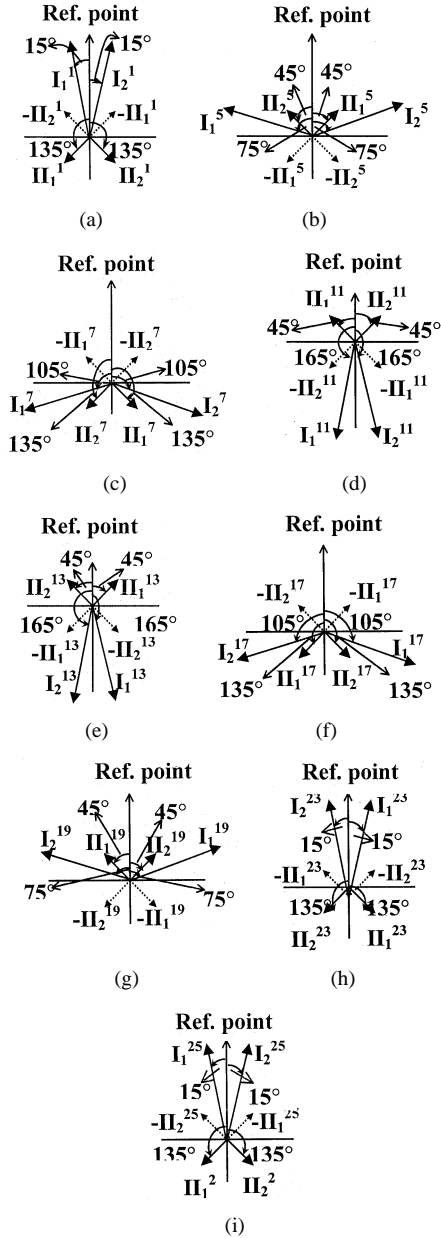 Ref. point
15° 15°
I₁¹ I₂¹
-II₂¹ -II₁¹
135° 135°
II₁¹ II₂¹
(a)
Ref. point
45° 45°
I₁⁵ II₂⁵ II₁⁵ I₂⁵
75° 75°
-II₁⁵ -II₂⁵
(b)
Ref. point
-II₁⁷ -II₂⁷
105° 105°
I₁⁷ I₂⁷
135° II₂⁷ II₁⁷ 135°
(c)
Ref. point
II₁¹¹ II₂¹¹
45° 45°
165° 165°
-II₂¹¹ -II₁¹¹
I₁¹¹ I₂¹¹
(d)
Ref. point
45° 45°
II₂¹³ II₁¹³
165° 165°
-II₁¹³ -II₂¹³
I₂¹³ I₁¹³
(e)
Ref. point
-II₂¹⁷ -II₁¹⁷
105° 105°
I₂¹⁷ I₁¹⁷
135° II₁¹⁷ II₂¹⁷ 135°
(f)
Ref. point
45° 45°
I₂¹⁹ II₁¹⁹ II₂¹⁹ I₁¹⁹
75° 75°
-II₂¹⁹ -II₁¹⁹
(g)
Ref. point
I₂²³ I₁²³
15° 15°
-II₁²³ -II₂²³
135° 135°
II₂²³ II₁²³
(h)
Ref. point
I₁²⁵ I₂²⁵
15° 15°
-II₂²⁵ -II₁²⁵
135° 135°
II₁² II₂²
(i)